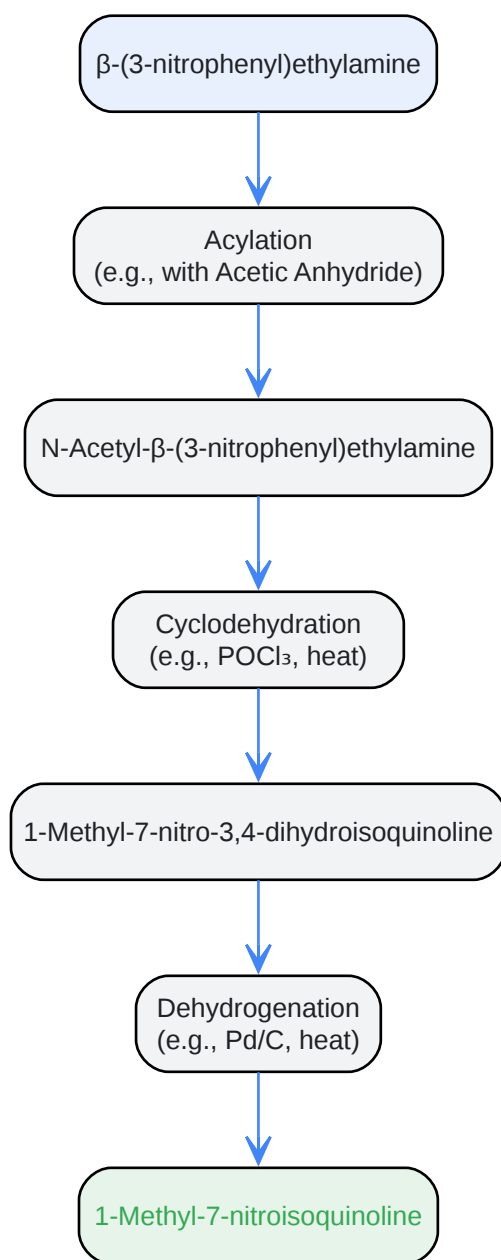 β-(3-nitrophenyl)ethylamine
Acylation
(e.g., with Acetic Anhydride)
N-Acetyl-β-(3-nitrophenyl)ethylamine
Cyclodehydration
(e.g., POCl₃, heat)
1-Methyl-7-nitro-3,4-dihydroisoquinoline
Dehydrogenation
(e.g., Pd/C, heat)
1-Methyl-7-nitroisoquinoline